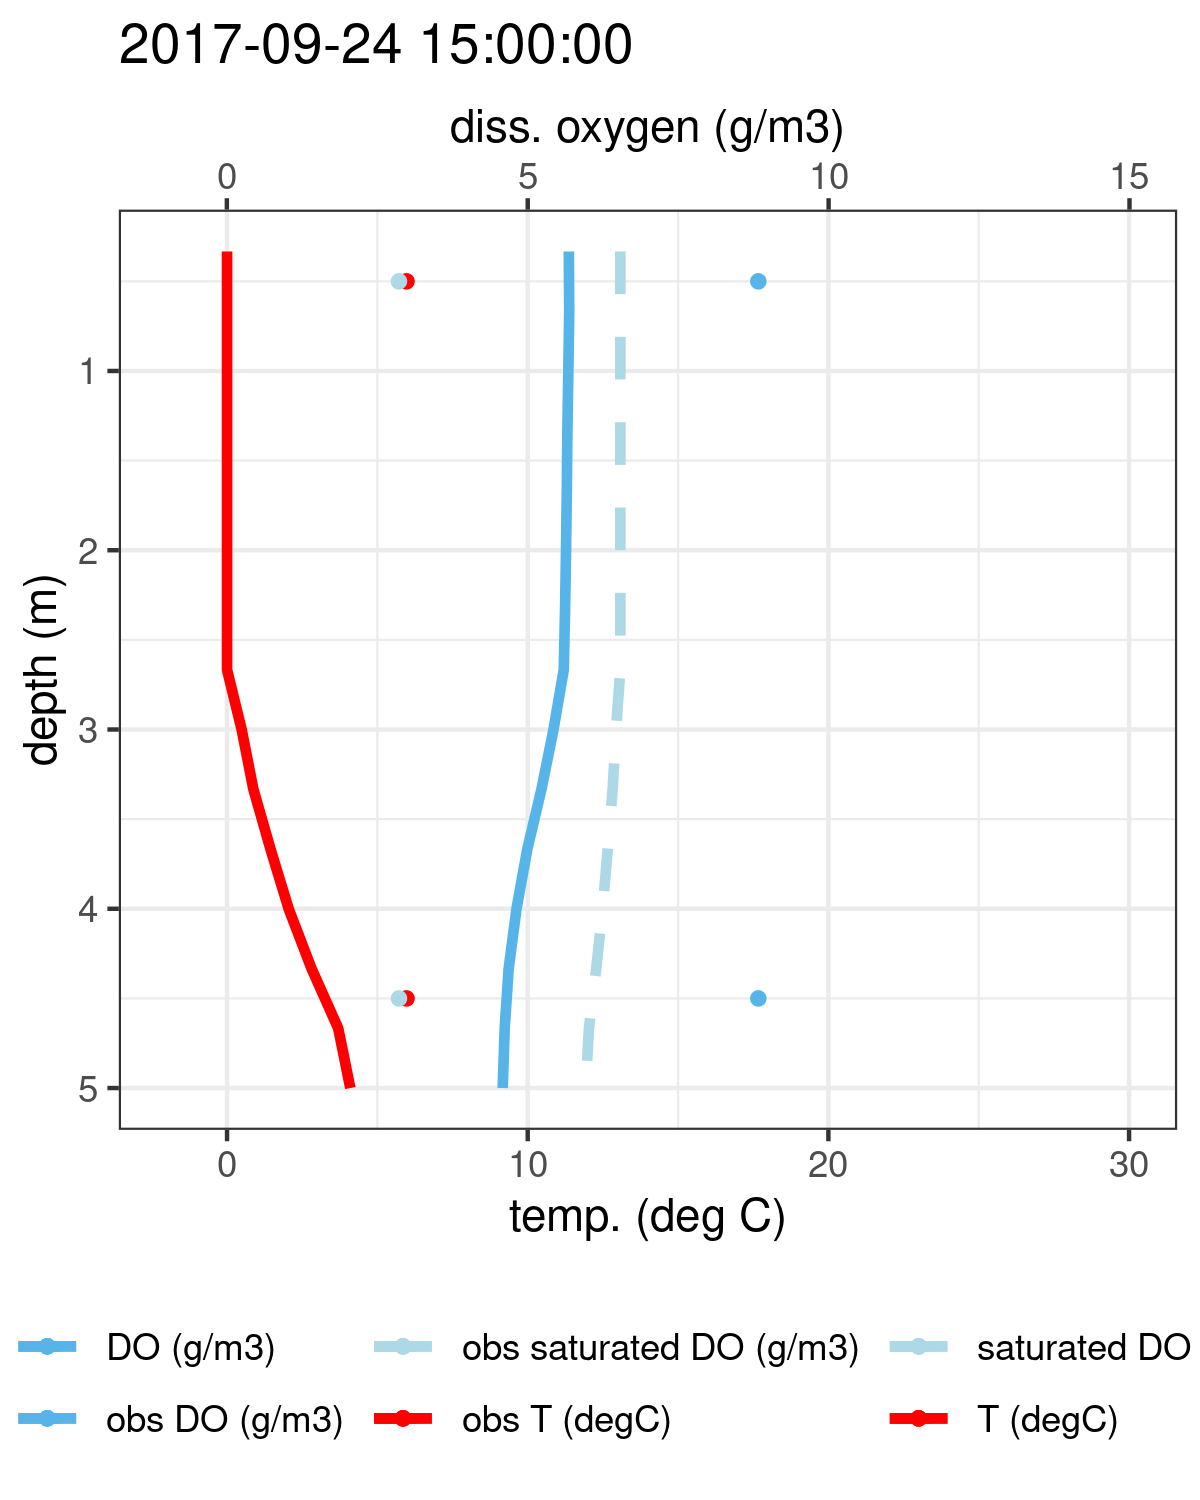 2017-09-24 15:00:00
diss. oxygen (g/m3)
0 5 10 15
depth (m)
1
2
3
4
5
0 10 20 30
temp. (deg C)
DO (g/m3) obs saturated DO (g/m3) saturated DO
obs DO (g/m3) obs T (degC) T (degC)